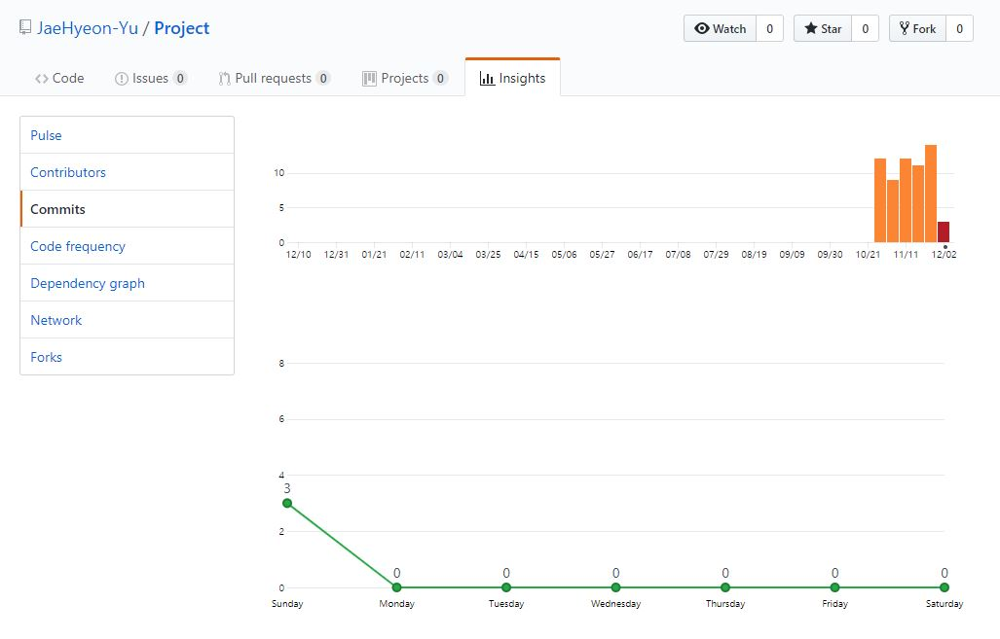 JaeHyeon-Yu / Project
Watch 0 Star 0 Fork 0
Code Issues 0 Pull requests 0 Projects 0 Insights
Pulse
Contributors
Commits
Code frequency
Dependency graph
Network
Forks
10
5
0
12/10 12/31 01/21 02/11 03/04 03/25 04/15 05/06 05/27 06/17 07/08 07/29 08/19 09/09 09/30 10/21 11/11 12/02
8
6
4
3
2
0 0 0 0 0 0
0
Sunday Monday Tuesday Wednesday Thursday Friday Saturday